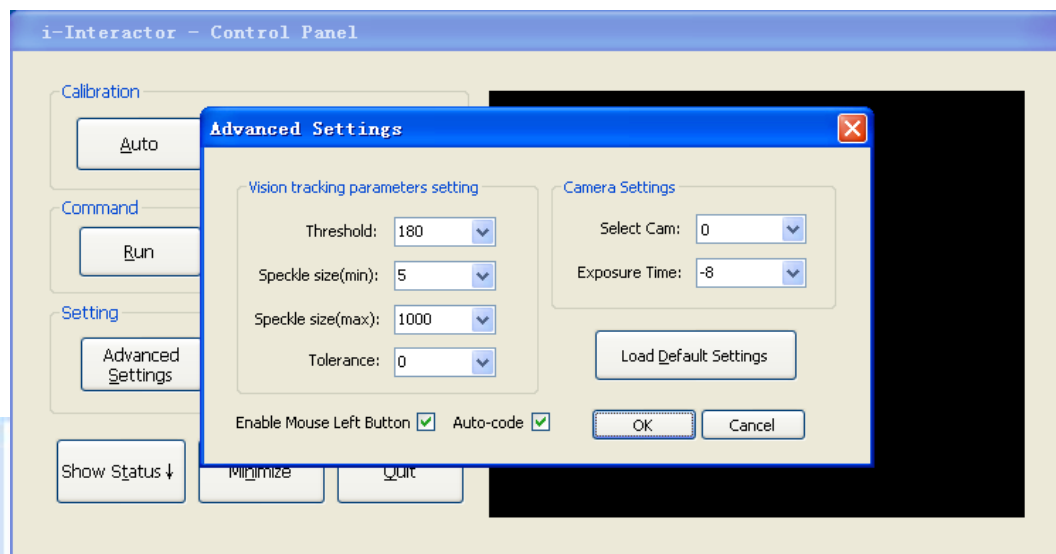 i-Interactor - Control Panel
Calibration
Auto
Command
Run
Setting
Advanced
Settings
Show Status↓
Minimize
Quit
Advanced Settings
Vision tracking parameters setting
Threshold: 180
Speckle size(min): 5
Speckle size(max): 1000
Tolerance: 0
Camera Settings
Select Cam: 0
Exposure Time: -8
Load Default Settings
Enable Mouse Left Button
Auto-code
OK
Cancel